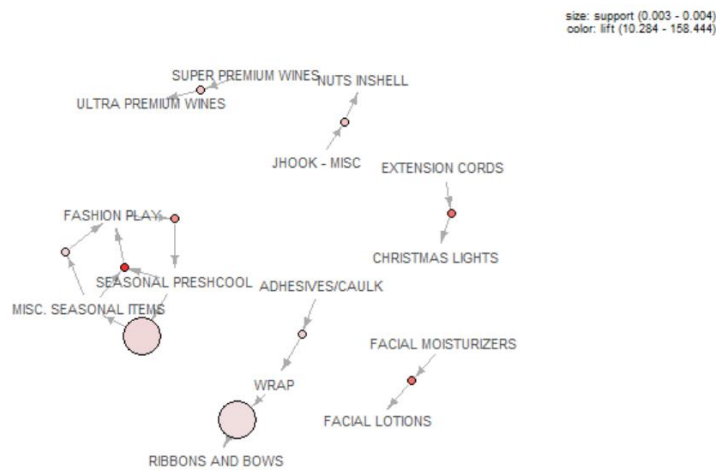 size: support (0.003 - 0.004)
color: lift (10.284 - 158.444)
SUPER PREMIUM WINES
NUTS INSHELL
ULTRA PREMIUM WINES
JHOOK - MISC
EXTENSION CORDS
FASHION PLAY
CHRISTMAS LIGHTS
SEASONAL PRESHCOOL
ADHESIVES/CAULK
MISC. SEASONAL ITEMS
FACIAL MOISTURIZERS
WRAP
FACIAL LOTIONS
RIBBONS AND BOWS